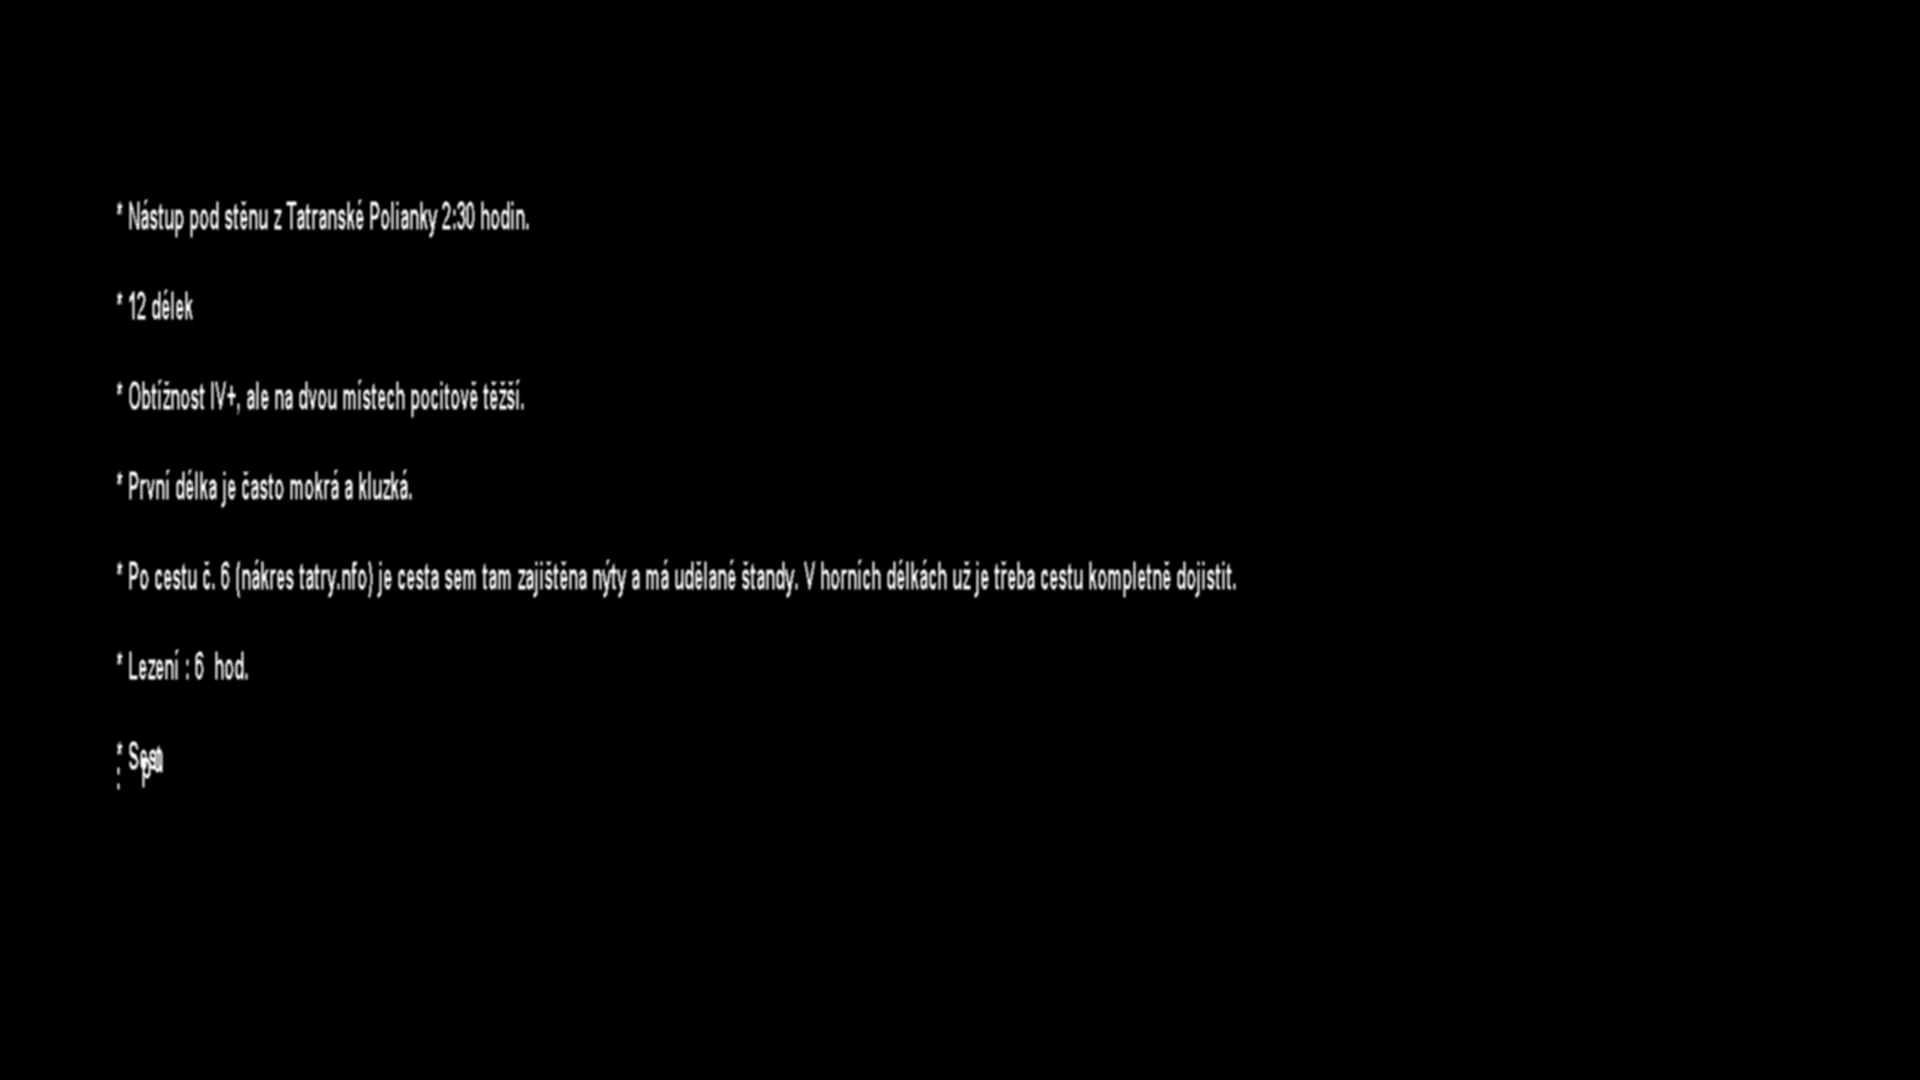 * Nástup pod stěnu z Tatranské Polianky 2:30 hodin.
* 12 délek
* Obtížnost IV+, ale na dvou místech pocitově těžší.
* První délka je často mokrá a kluzká.
* Po cestu č. 6 (nákres tatry.nfo) je cesta sem tam zajištěna nýty a má udělané štandy. V horních délkách už je třeba cestu kompletně dojistit.
* Lezení : 6 hod.
*